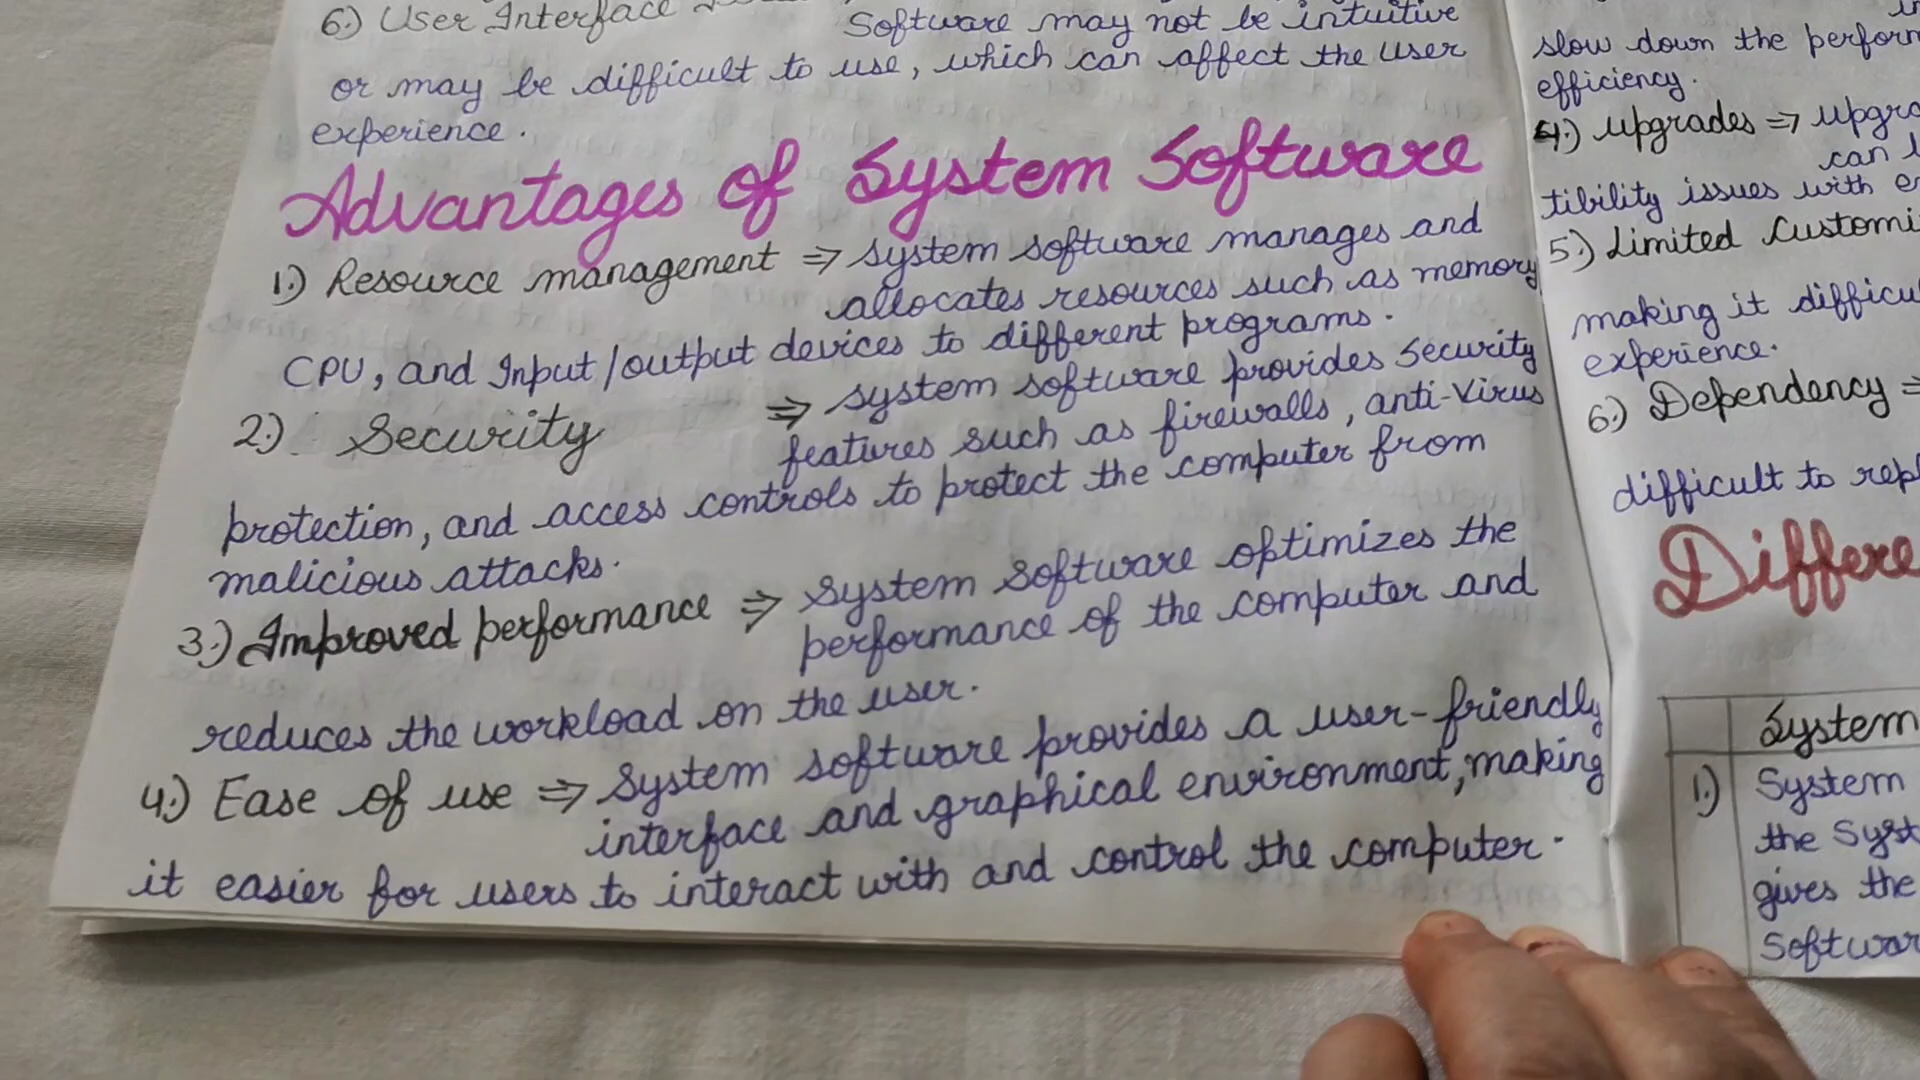 6.) User Interface
Software may not be intuitive
or may be difficult to use, which can affect the user
experience.
Advantages of System Software
1.) Resource management ⇒ system software manages and
allocates resources such as memory
CPU, and Input/output devices to different programs.
2.) Security ⇒ system software provides security
features such as firewalls, anti-Virus
protection, and access controls to protect the computer from
malicious attacks.
3.) Improved performance ⇒ system software optimizes the
performance of the computer and
reduces the workload on the user.
4.) Ease of use ⇒ system software provides a user-friendly
interface and graphical environment, making
it easier for users to interact with and control the computer.
slow down the perform
efficiency.
4.) Upgrades ⇒ upgra
can
tibility issues with
5.) Limited Customi
making it difficu
experience.
6.) Dependency ⇒
difficult to repl
Differe
System
1.) System
the Syst
gives the
Softwar